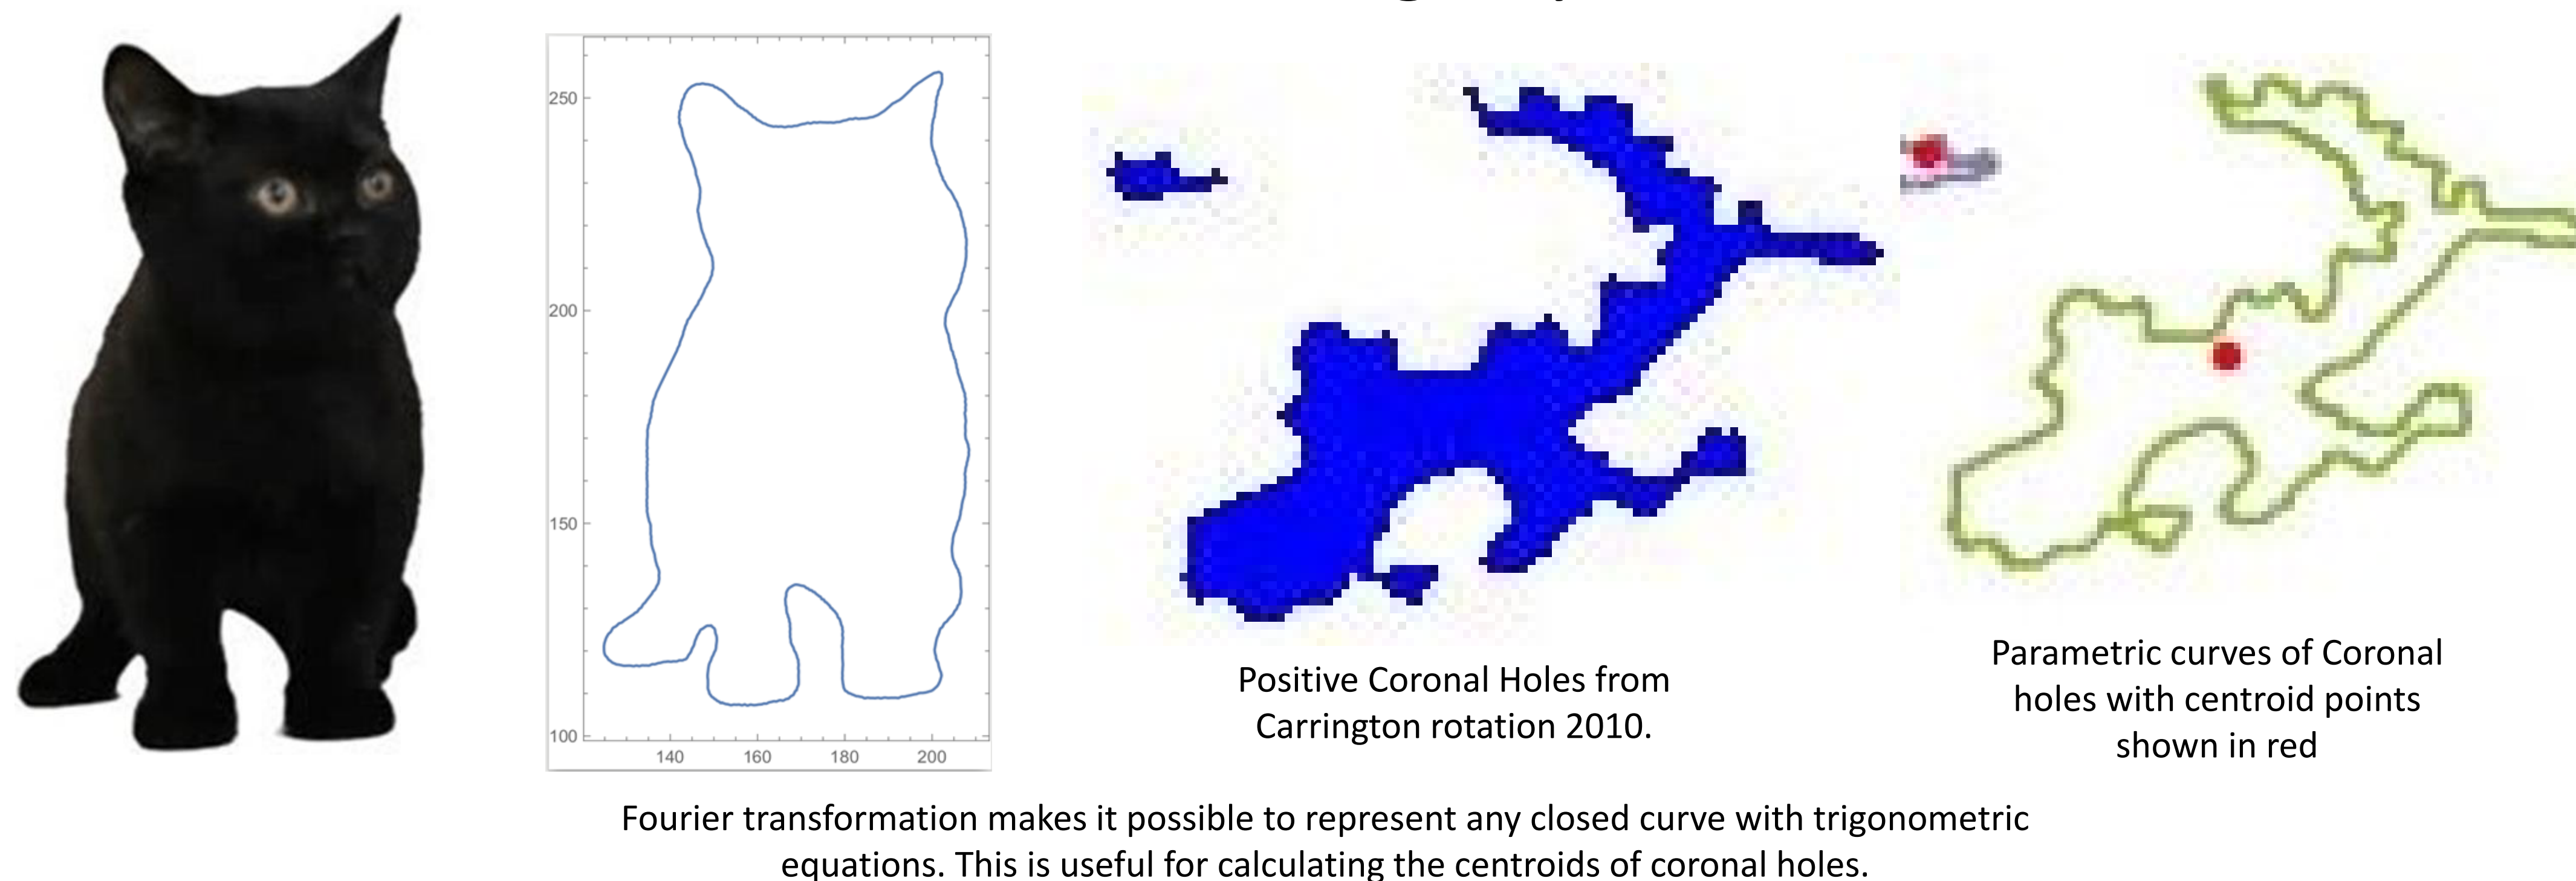 250
200
150
100
140 160 180 200
Positive Coronal Holes from
Carrington rotation 2010.
Parametric curves of Coronal
holes with centroid points
shown in red
Fourier transformation makes it possible to represent any closed curve with trigonometric
equations. This is useful for calculating the centroids of coronal holes.